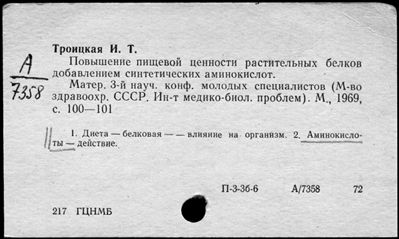 Троицкая И. Т.
А
7358
Повышение пищевой ценности растительных белков
добавлением синтетических аминокислот.
Матер. 3-й науч. конф. молодых специалистов (М-во
здравоохр. СССР. Ин-т медико-биол. проблем). М., 1969,
с. 100—101
1. Диета — белковая — — влияние на организм. 2. Аминокисло-
ты — действие.
П-3-3б-6 А/7358 72
217 ГЦНМБ